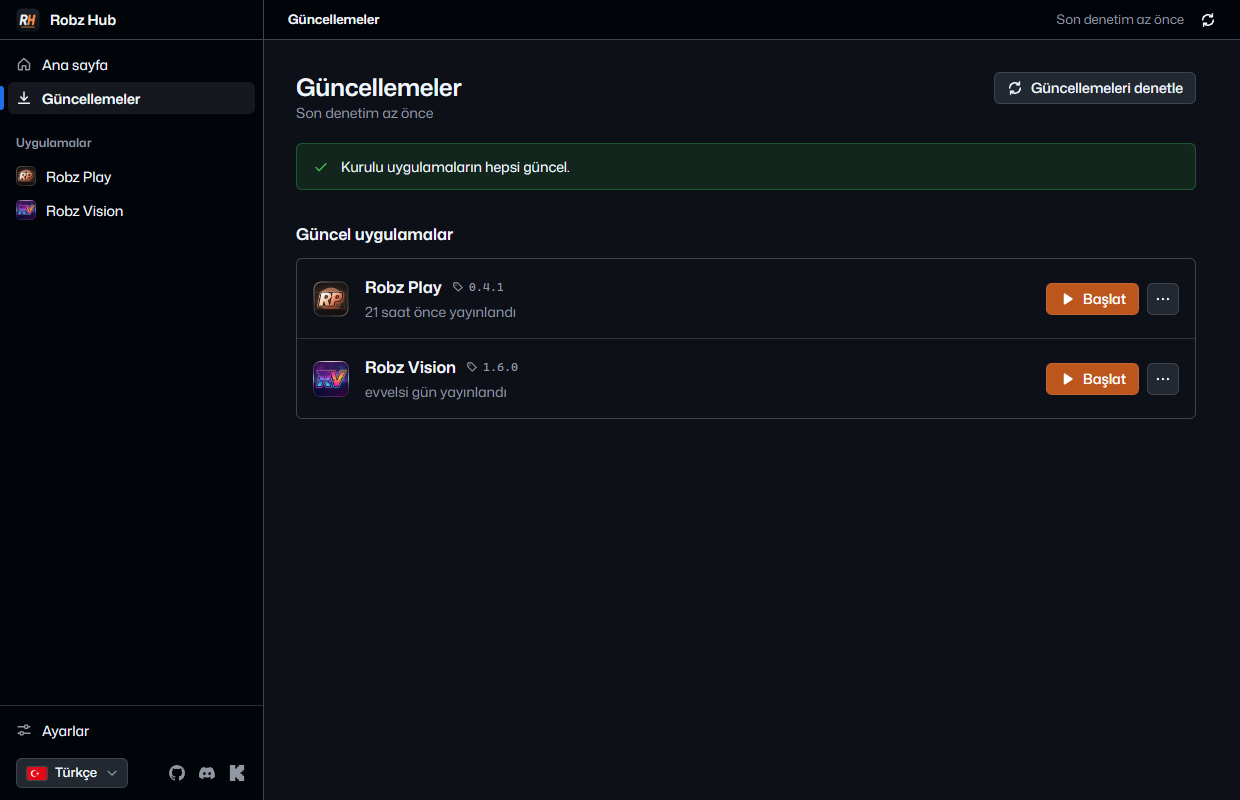 RH Robz Hub
Güncellemeler
Son denetim az önce
Ana sayfa
Güncellemeler
Uygulamalar
RP Robz Play
RV Robz Vision
Güncellemeler
Son denetim az önce
Güncellemeleri denetle
Kurulu uygulamaların hepsi güncel.
Güncel uygulamalar
RP
Robz Play 0.4.1
21 saat önce yayınlandı
Başlat
RV
Robz Vision 1.6.0
evvelsi gün yayınlandı
Başlat
Ayarlar
Türkçe